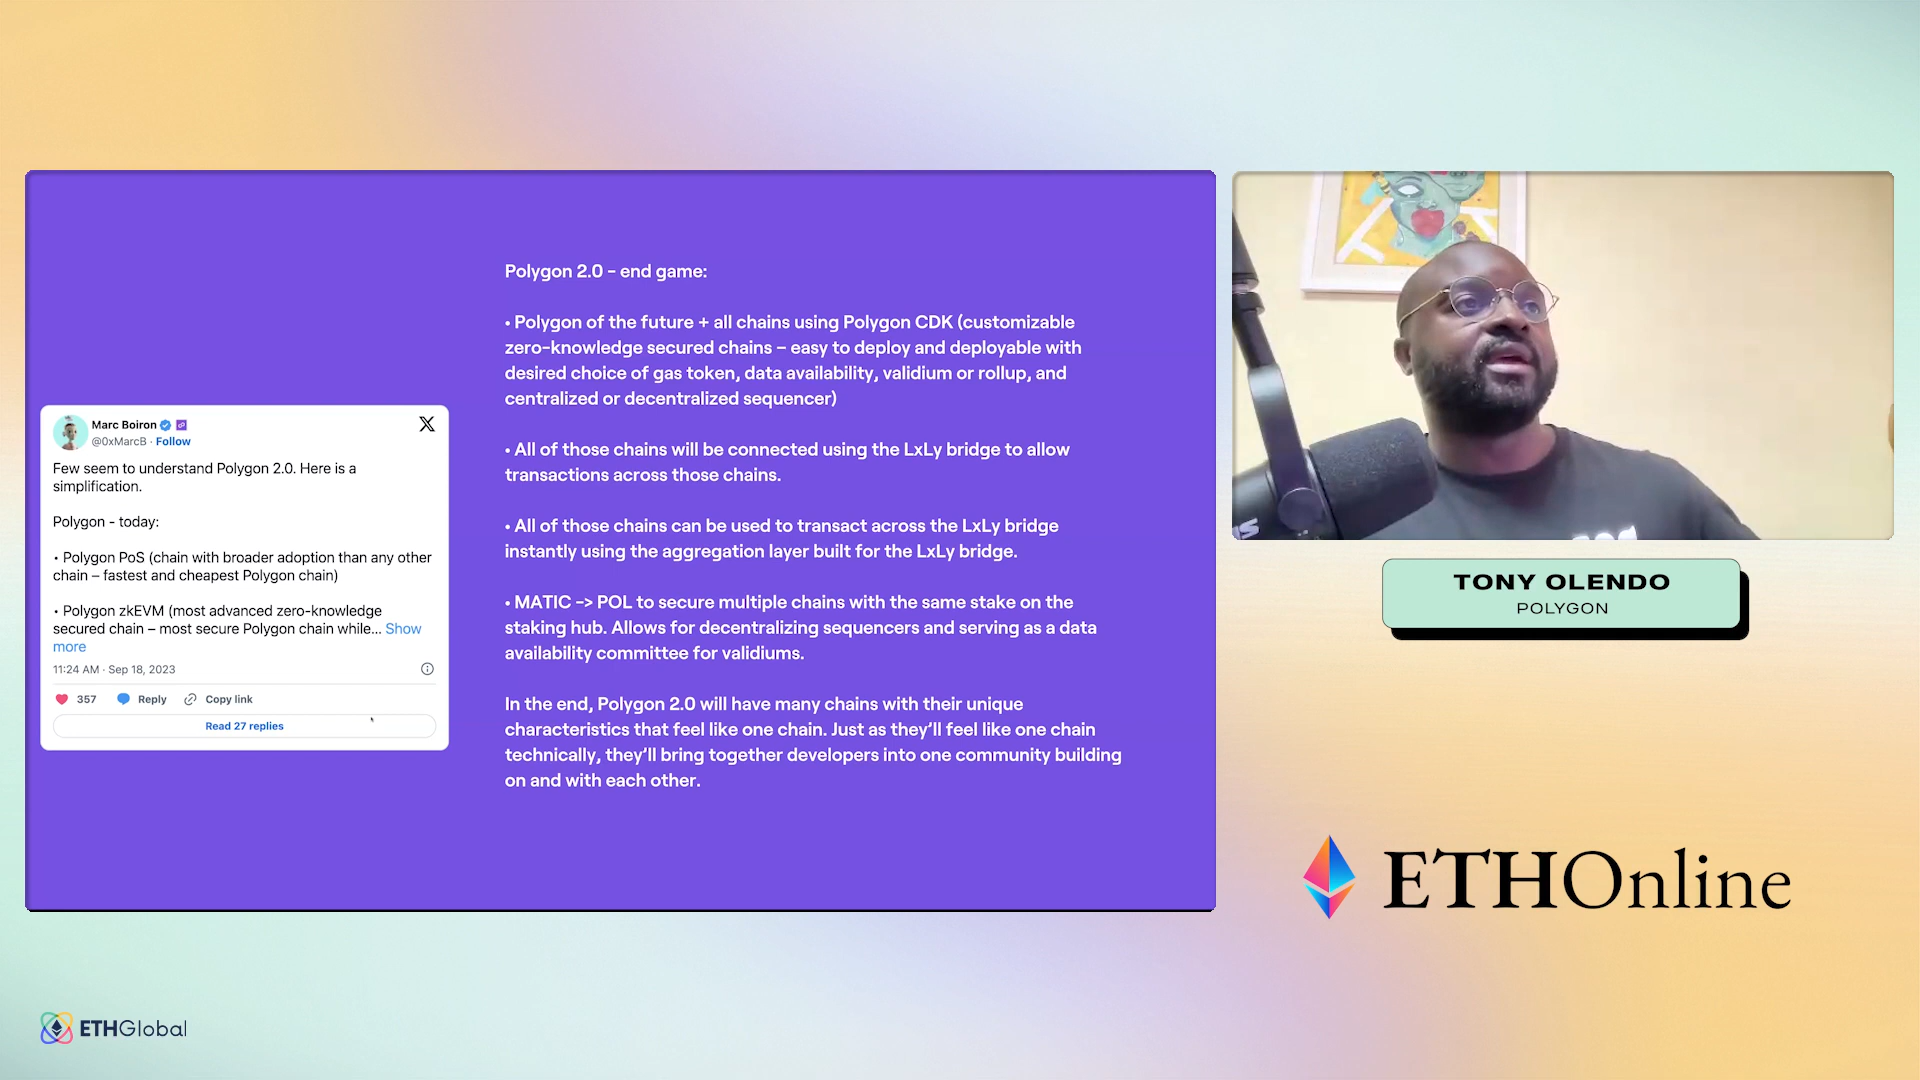 Marc Boiron
@0xMarcB · Follow
Few seem to understand Polygon 2.0. Here is a
simplification.
Polygon - today:
• Polygon PoS (chain with broader adoption than any other
chain – fastest and cheapest Polygon chain)
• Polygon zkEVM (most advanced zero-knowledge
secured chain – most secure Polygon chain while... Show
more
11:24 AM · Sep 18, 2023
357 Reply Copy link
Read 27 replies
Polygon 2.0 - end game:
• Polygon of the future + all chains using Polygon CDK (customizable
zero-knowledge secured chains – easy to deploy and deployable with
desired choice of gas token, data availability, validium or rollup, and
centralized or decentralized sequencer)
• All of those chains will be connected using the LxLy bridge to allow
transactions across those chains.
• All of those chains can be used to transact across the LxLy bridge
instantly using the aggregation layer built for the LxLy bridge.
• MATIC -> POL to secure multiple chains with the same stake on the
staking hub. Allows for decentralizing sequencers and serving as a data
availability committee for validiums.
In the end, Polygon 2.0 will have many chains with their unique
characteristics that feel like one chain. Just as they’ll feel like one chain
technically, they’ll bring together developers into one community building
on and with each other.
TONY OLENDO
POLYGON
ETHOnline
ETHGlobal